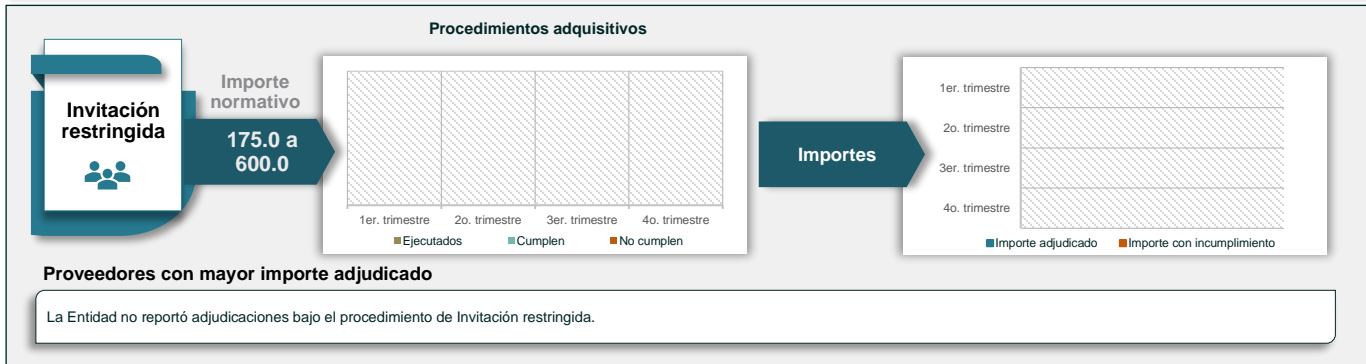 Procedimientos adquisitivos
Invitación
restringida
Importe
normativo
175.0 a
600.0
1er. trimestre
2o. trimestre
3er. trimestre
4o. trimestre
Ejecutados
Cumplen
No cumplen
Importes
1er. trimestre
2o. trimestre
3er. trimestre
4o. trimestre
Importe adjudicado
Importe con incumplimiento
Proveedores con mayor importe adjudicado
La Entidad no reportó adjudicaciones bajo el procedimiento de Invitación restringida.